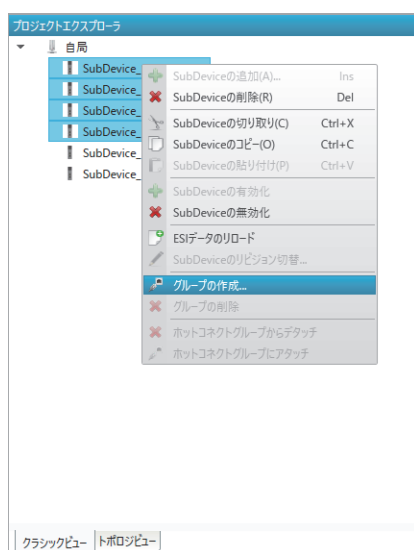 プロジェクトエクスプローラ
自局
SubDevice_
SubDevice_
SubDevice_
SubDevice_
SubDevice_
SubDevice_
SubDeviceの追加(A)... Ins
SubDeviceの削除(R) Del
SubDeviceの切り取り(C) Ctrl+X
SubDeviceのコピー(O) Ctrl+C
SubDeviceの貼り付け(P) Ctrl+V
SubDeviceの有効化
SubDeviceの無効化
ESIデータのリロード
SubDeviceのリビジョン切替...
グループの作成...
グループの削除
ホットコネクトグループからデタッチ
ホットコネクトグループにアタッチ
クラシックビュー トポロジビュー